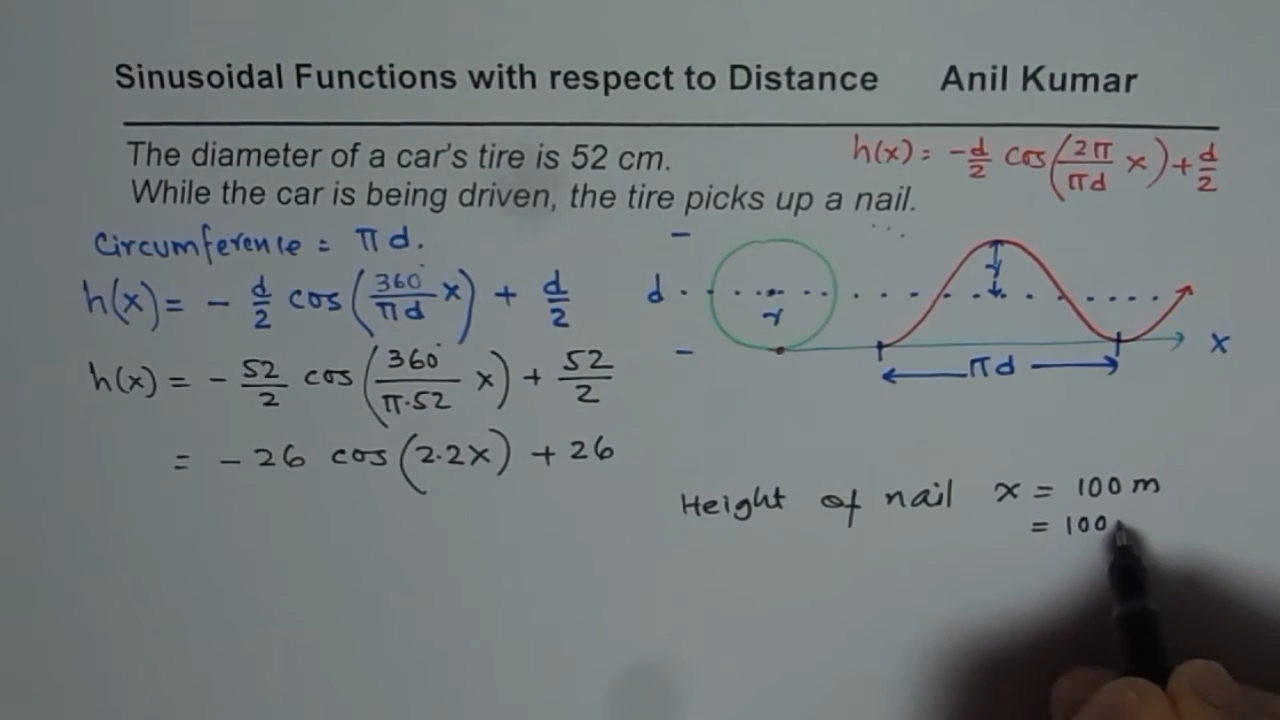 Sinusoidal Functions with respect to Distance Anil Kumar
The diameter of a car's tire is 52 cm.
While the car is being driven, the tire picks up a nail.
h(x) = -d/2 cos(2π/πd x) + d/2
Circumference = πd.
h(x) = - d/2 cos(360°/πd x) + d/2
h(x) = - 52/2 cos(360°/π·52 x) + 52/2
= - 26 cos(2.2x) + 26
d
r
r
x
πd
Height of nail x = 100 m
= 100